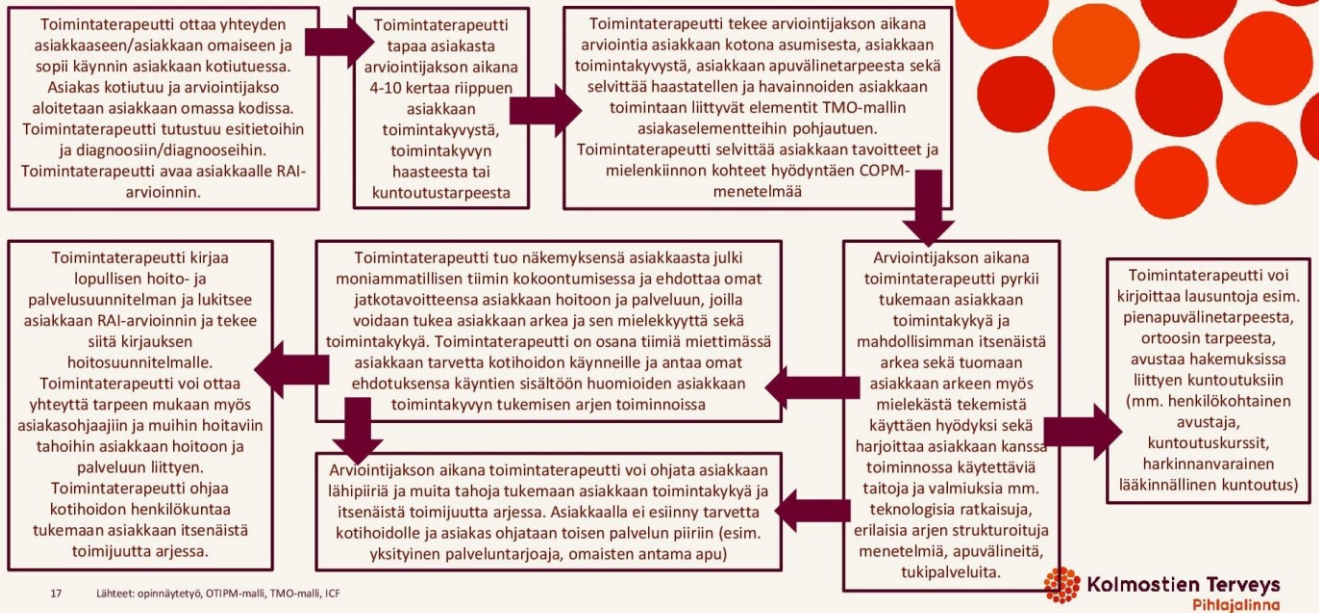 Toimintaterapeutti ottaa yhteyden
asiakkaaseen/asiakkaan omaiseen ja
sopii käynnin asiakkaan kotiutuessa.
Asiakas kotiutuu ja arviointijakso
aloitetaan asiakkaan omassa kodissa.
Toimintaterapeutti tutustuu esitietoihin
ja diagnoosiin/diagnooseihin.
Toimintaterapeutti avaa asiakkaalle RAI-
arvioinnin.
Toimintaterapeutti
tapaa asiakasta
arviointijakson aikana
4-10 kertaa riippuen
asiakkaan
toimintakyvystä,
toimintakyvyn
haasteesta tai
kuntoutustarpeesta
Toimintaterapeutti tekee arviointijakson aikana
arviointia asiakkaan kotona asumisesta, asiakkaan
toimintakyvystä, asiakkaan apuvälinetarpeesta sekä
selvittää haastatellen ja havainnoiden asiakkaan
toimintaan liittyvät elementit TMO-mallin
asiakaselementteihin pohjautuen.
Toimintaterapeutti selvittää asiakkaan tavoitteet ja
mielenkiinnon kohteet hyödyntäen COPM-
menetelmää
Toimintaterapeutti kirjaa
lopullisen hoito- ja
palvelusuunnitelman ja lukitsee
asiakkaan RAI-arvioinnin ja tekee
siitä kirjauksen
hoitosuunnitelmalle.
Toimintaterapeutti voi ottaa
yhteyttä tarpeen mukaan myös
asiakasohjaajiin ja muihin hoitaviin
tahoihin asiakkaan hoitoon ja
palveluun liittyen.
Toimintaterapeutti ohjaa
kotihoidon henkilökuntaa
tukemaan asiakkaan itsenäistä
toimijuutta arjessa.
Toimintaterapeutti tuo näkemyksensä asiakkaasta julki
moniammatillisen tiimin kokoontumisessa ja ehdottaa omat
jatkotavoitteensa asiakkaan hoitoon ja palveluun, joilla
voidaan tukea asiakkaan arkea ja sen mielekkyyttä sekä
toimintakykyä. Toimintaterapeutti on osana tiimiä miettimässä
asiakkaan tarvetta kotihoidon käynneille ja antaa omat
ehdotuksensa käyntien sisältöön huomioiden asiakkaan
toimintakyvyn tukemisen arjen toiminnoissa
Arviointijakson aikana toimintaterapeutti voi ohjata asiakkaan
lähipiiriä ja muita tahoja tukemaan asiakkaan toimintakykyä ja
itsenäistä toimijuutta arjessa. Asiakkaalla ei esiinny tarvetta
kotihoidolle ja asiakas ohjataan toisen palvelun piiriin (esim.
yksityinen palveluntarjoaja, omaisten antama apu)
Arviointijakson aikana
toimintaterapeutti pyrkii
tukemaan asiakkaan
toimintakykyä ja
mahdollisimman itsenäistä
arkea sekä tuomaan
asiakkaan arkeen myös
mielekästä tekemistä
käyttäen hyödyksi sekä
harjoittaa asiakkaan kanssa
toiminnossa käytettäviä
taitoja ja valmiuksia mm.
teknologisia ratkaisuja,
erilaisia arjen strukturoituja
menetelmiä, apuvälineitä,
tukipalveluita.
Toimintaterapeutti voi
kirjoittaa lausuntoja esim.
pienapuvälinetarpeesta,
ortoosin tarpeesta,
avustaa hakemuksissa
liittyen kuntoutuksiin
(mm. henkilökohtainen
avustaja,
kuntoutuskurssit,
harkinnanvarainen
lääkinnällinen kuntoutus)
17
Lähteet: opinnäytetyö, OTIPM-malli, TMO-malli, ICF
Kolmostien Terveys
Pihlajalinna